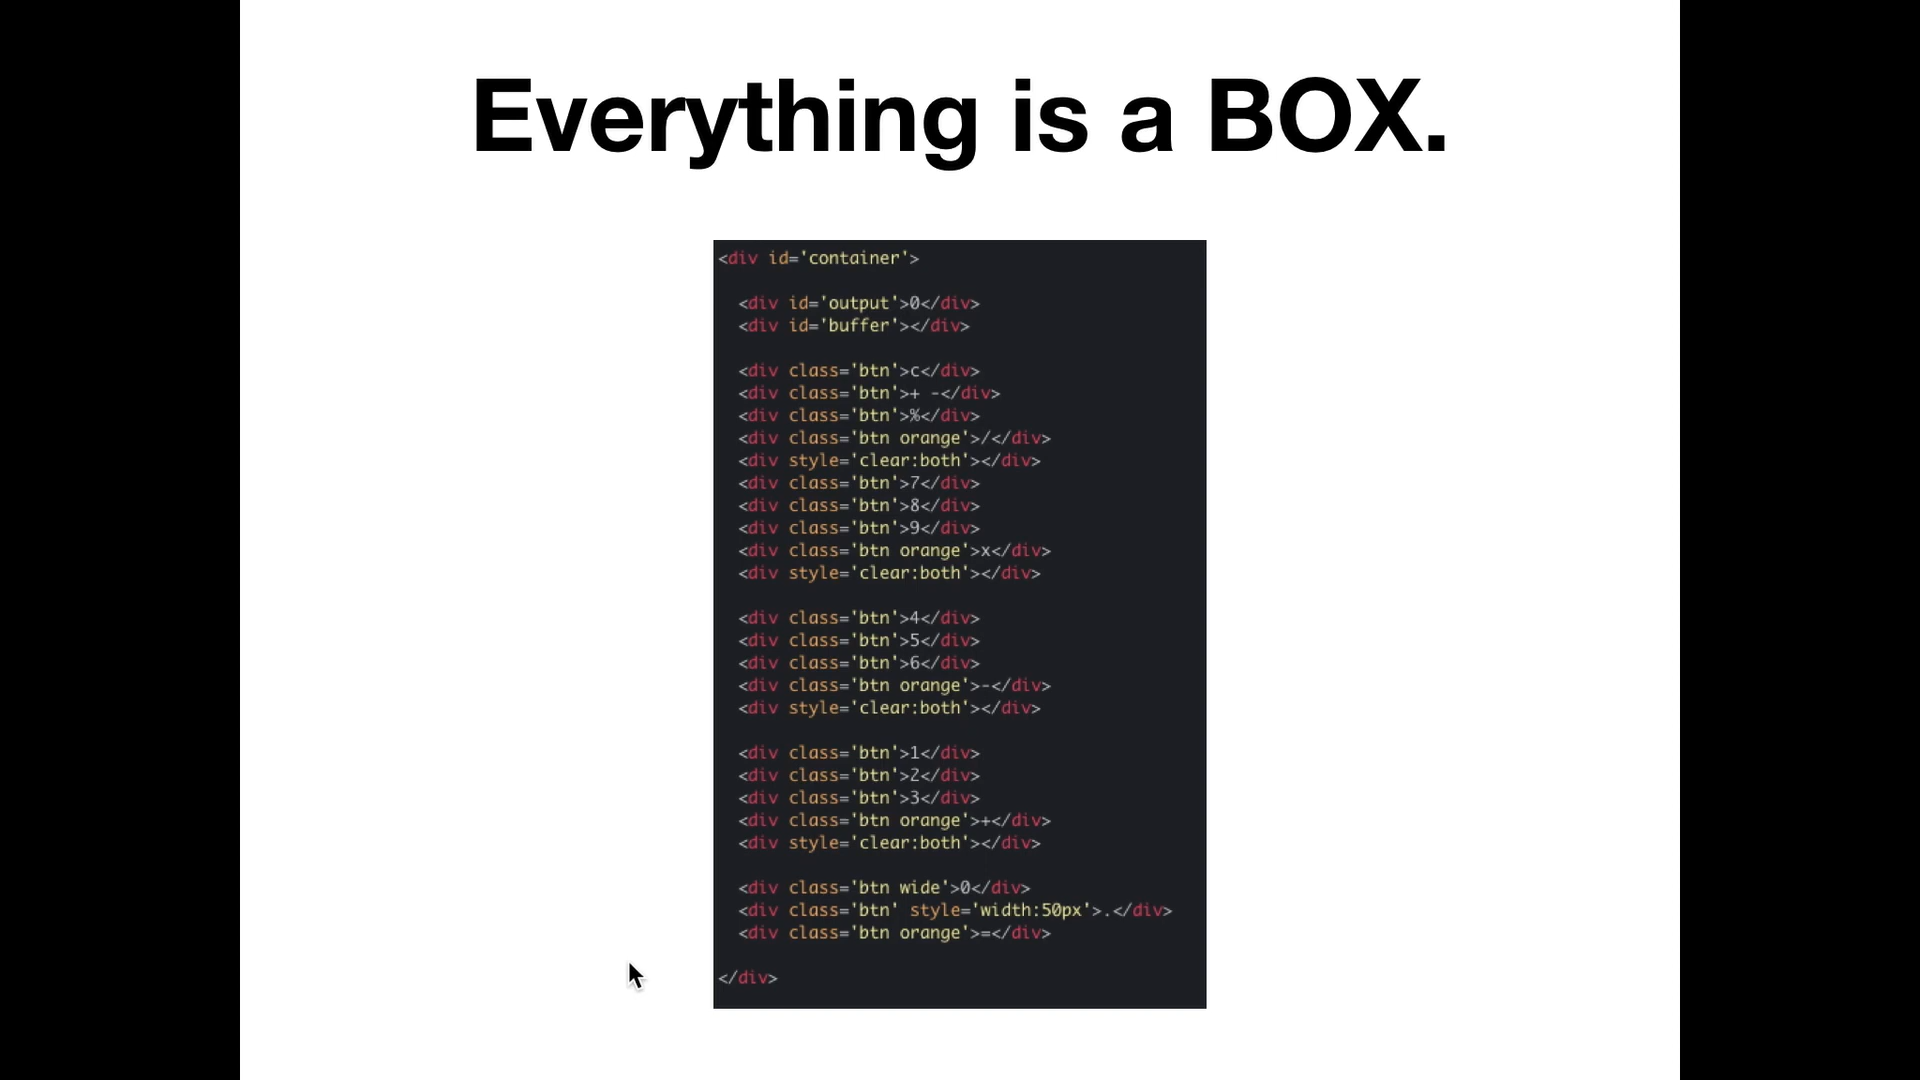 Everything is a BOX.
<div id='container'>
<div id='output'>0</div>
<div id='buffer'></div>
<div class='btn'>c</div>
<div class='btn'>+ -</div>
<div class='btn'>%</div>
<div class='btn orange'>/</div>
<div style='clear:both'></div>
<div class='btn'>7</div>
<div class='btn'>8</div>
<div class='btn'>9</div>
<div class='btn orange'>x</div>
<div style='clear:both'></div>
<div class='btn'>4</div>
<div class='btn'>5</div>
<div class='btn'>6</div>
<div class='btn orange'>-</div>
<div style='clear:both'></div>
<div class='btn'>1</div>
<div class='btn'>2</div>
<div class='btn'>3</div>
<div class='btn orange'>+</div>
<div style='clear:both'></div>
<div class='btn wide'>0</div>
<div class='btn' style='width:50px'>.</div>
<div class='btn orange'>=</div>
</div>